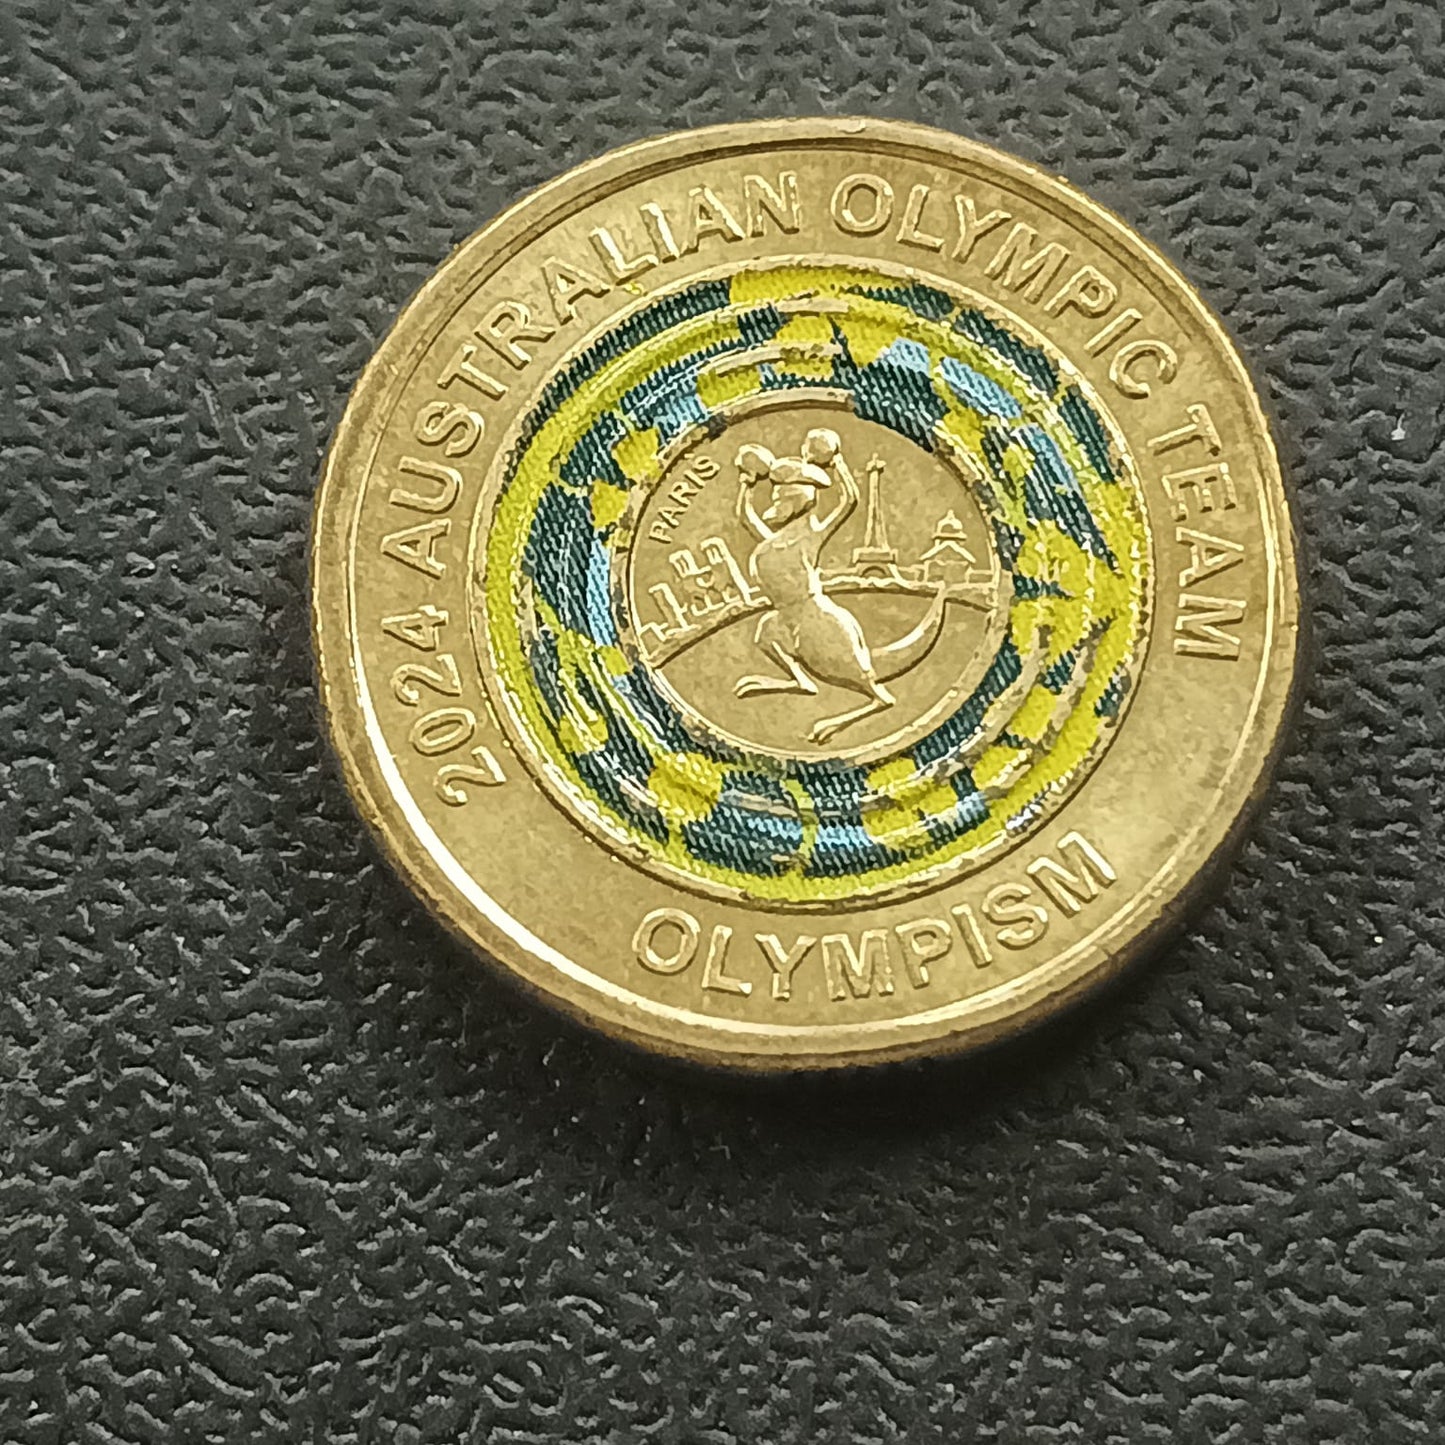 2024 AUSTRALIAN OLYMPIC TEAM
PARIS
OLYMPISM